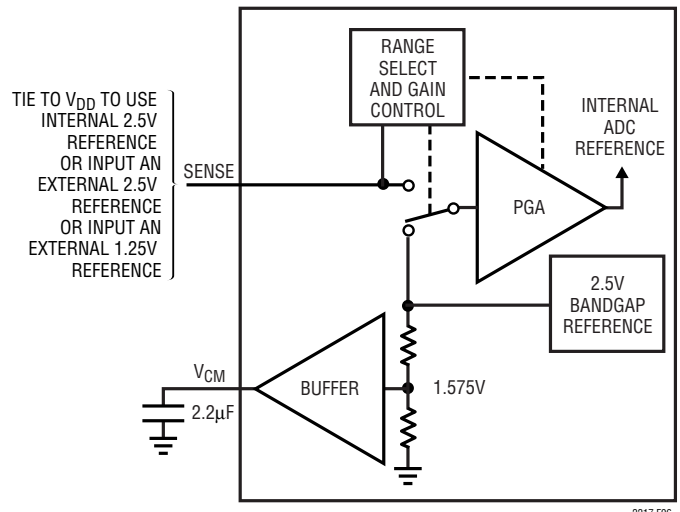 RANGE
SELECT
AND GAIN
CONTROL
TIE TO VDD TO USE
INTERNAL 2.5V
REFERENCE
OR INPUT AN
EXTERNAL 2.5V
REFERENCE
OR INPUT AN
EXTERNAL 1.25V
REFERENCE
SENSE
INTERNAL
ADC
REFERENCE
PGA
2.5V
BANDGAP
REFERENCE
VCM
BUFFER
1.575V
2.2μF